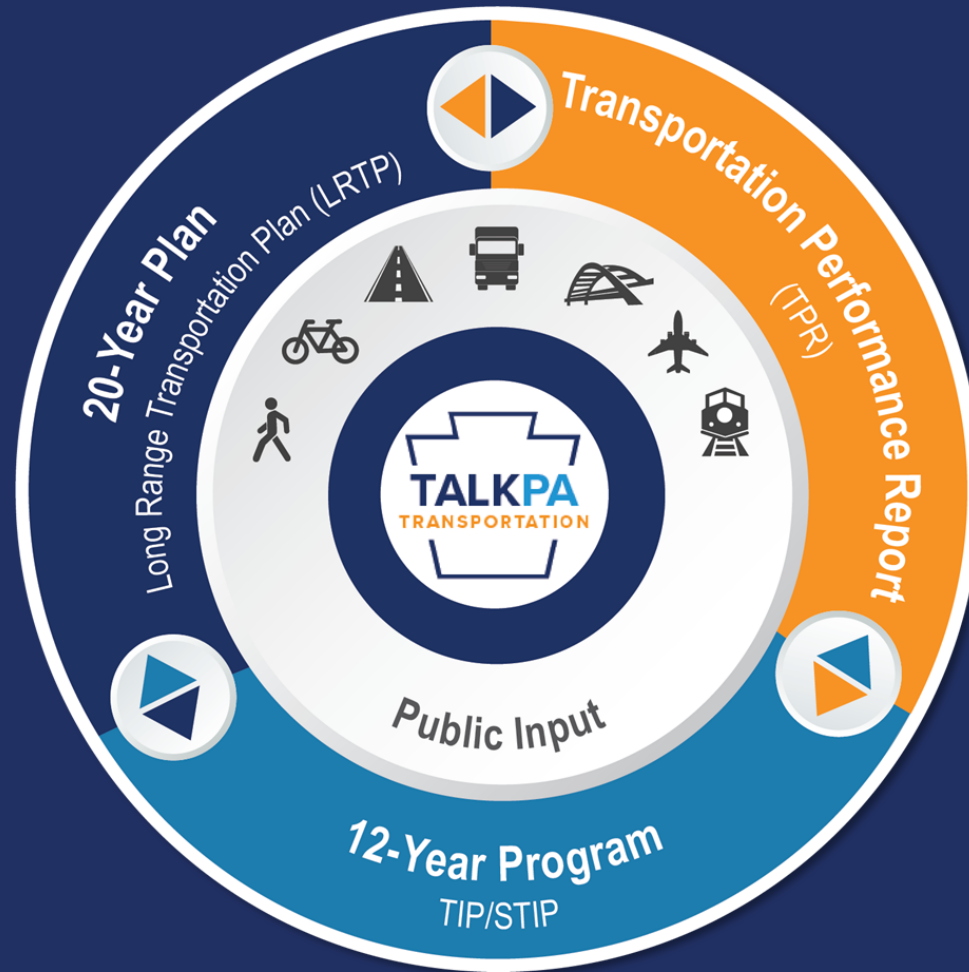 20-Year Plan
Long Range Transportation Plan (LRTP)
Transportation Performance Report
(TPR)
TALKPA
TRANSPORTATION
Public Input
12-Year Program
TIP/STIP